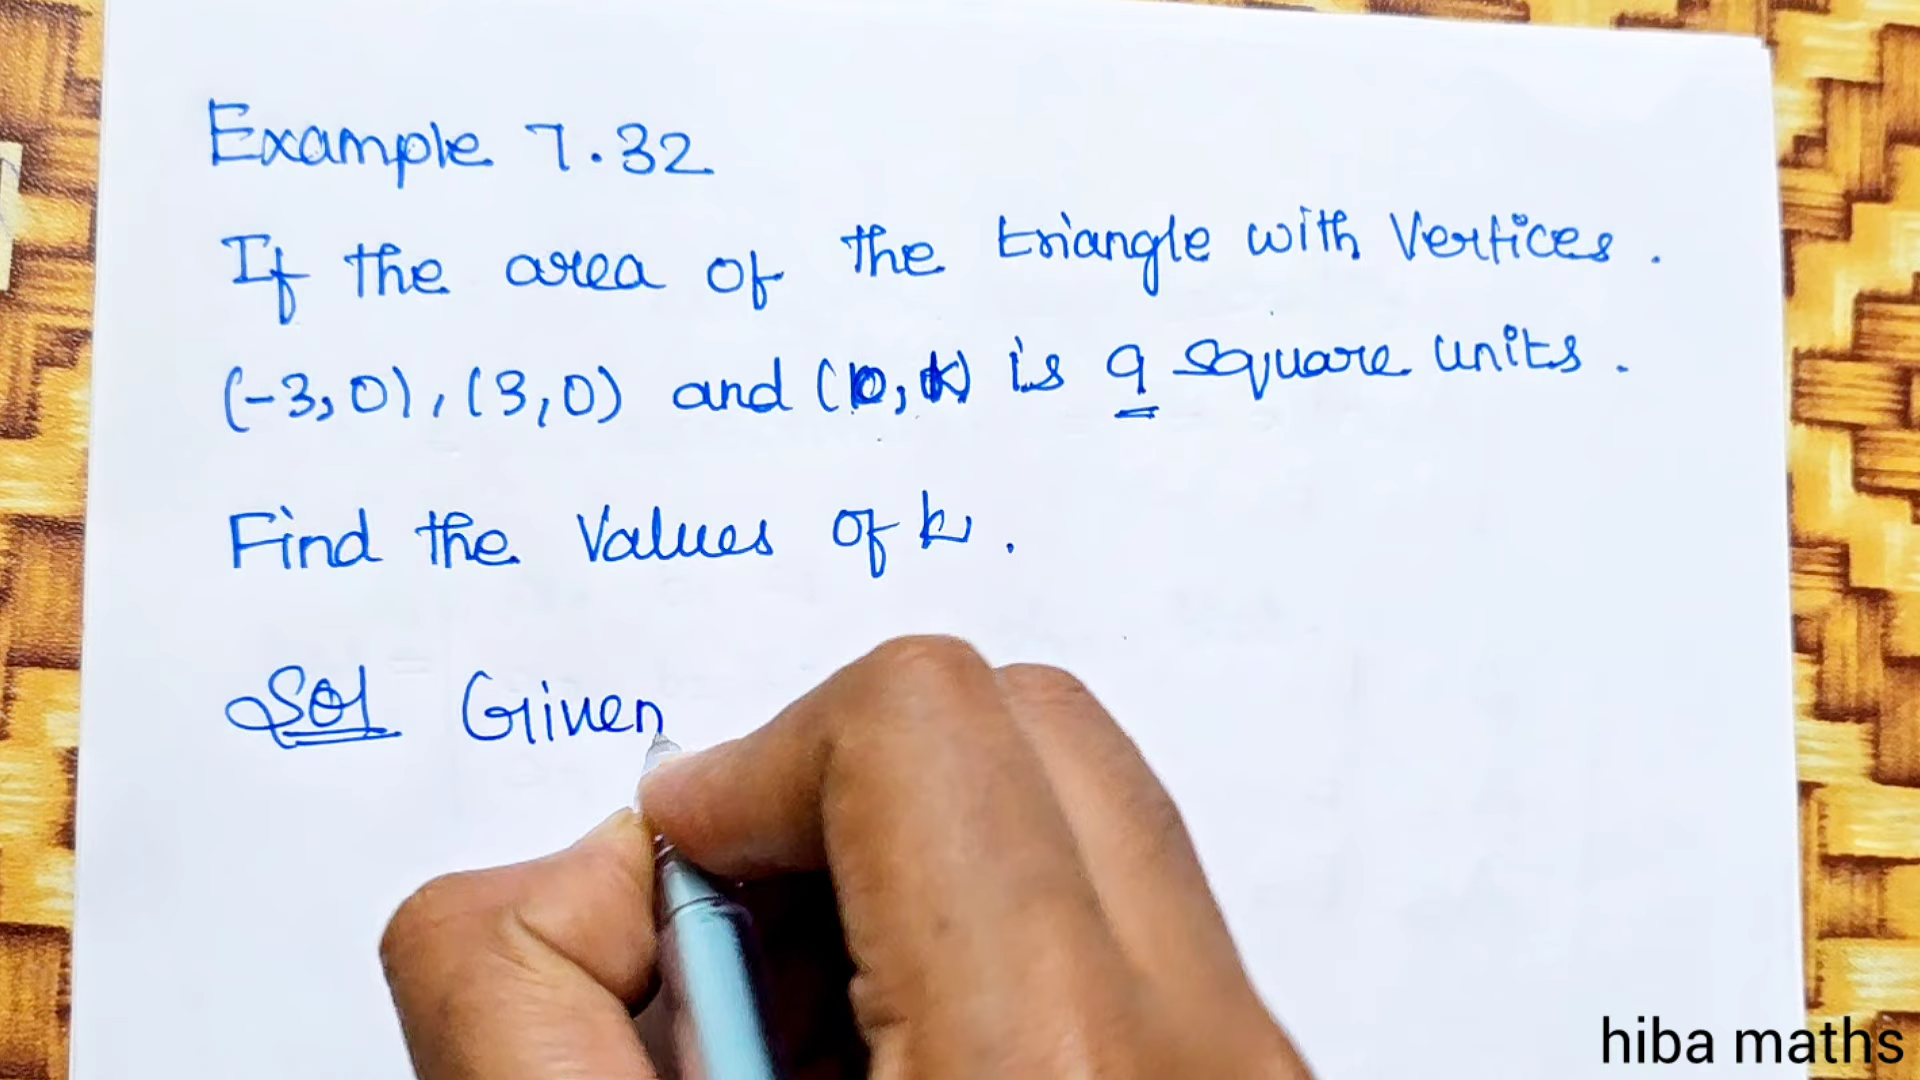 Example 7.32
If the area of the triangle with Vertices.
(-3,0), (3,0) and (0, k) is 9 square units.
Find the Values of k.
Sol Given
hiba maths